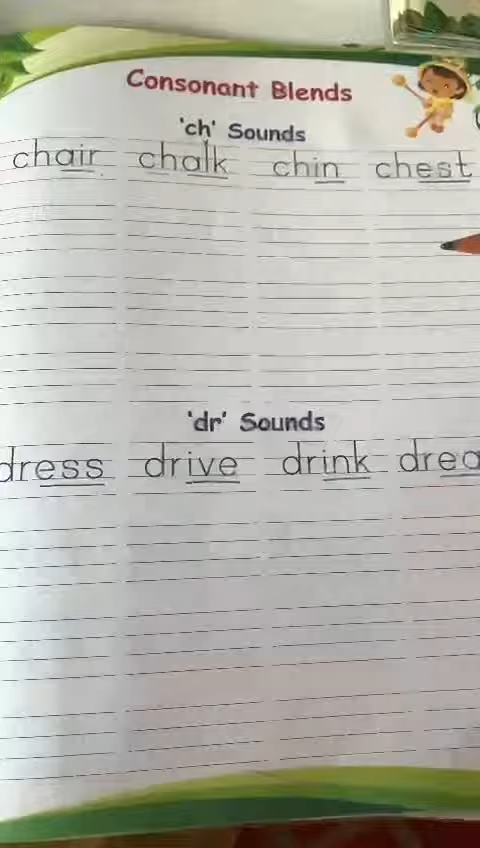 Consonant Blends
'ch' Sounds
chair chalk chin chest
'dr' Sounds
dress drive drink